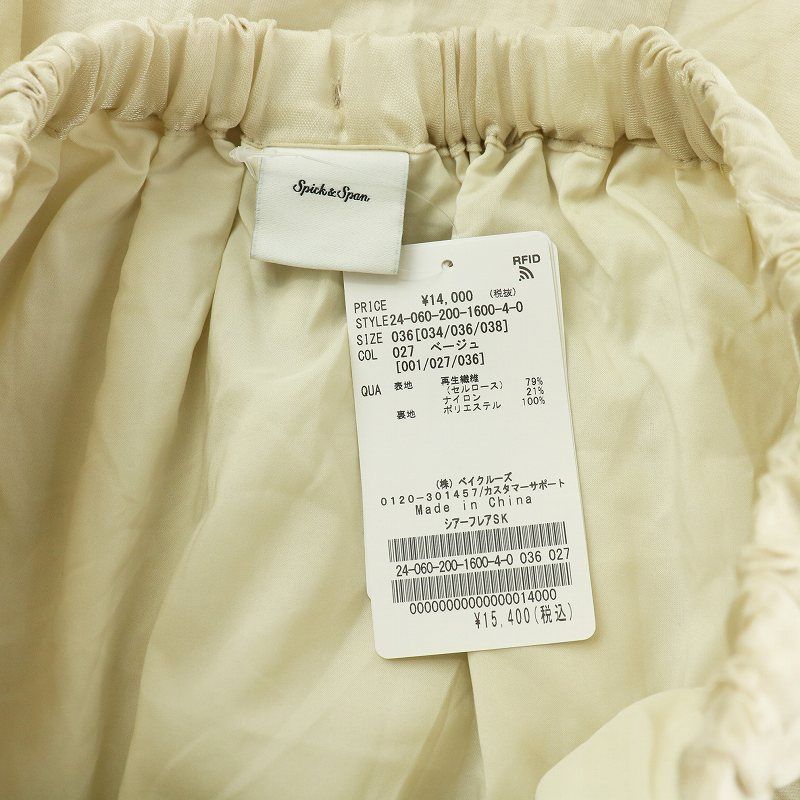 Spick&Span
RFID
PRICE ¥14,000 (税抜)
STYLE24-060-200-1600-4-0
SIZE 036[034/036/038]
COL 027 ベージュ
[001/027/036]
QUA 表地 再生繊維 79%
(セルロース)
ナイロン 21%
裏地 ポリエステル 100%
(株) ベイクルーズ
0120-301457/カスタマーサポート
Made in China
シアーフレアSK
24-060-200-1600-4-0 036 027
00000000000000014000
¥15,400(税込)